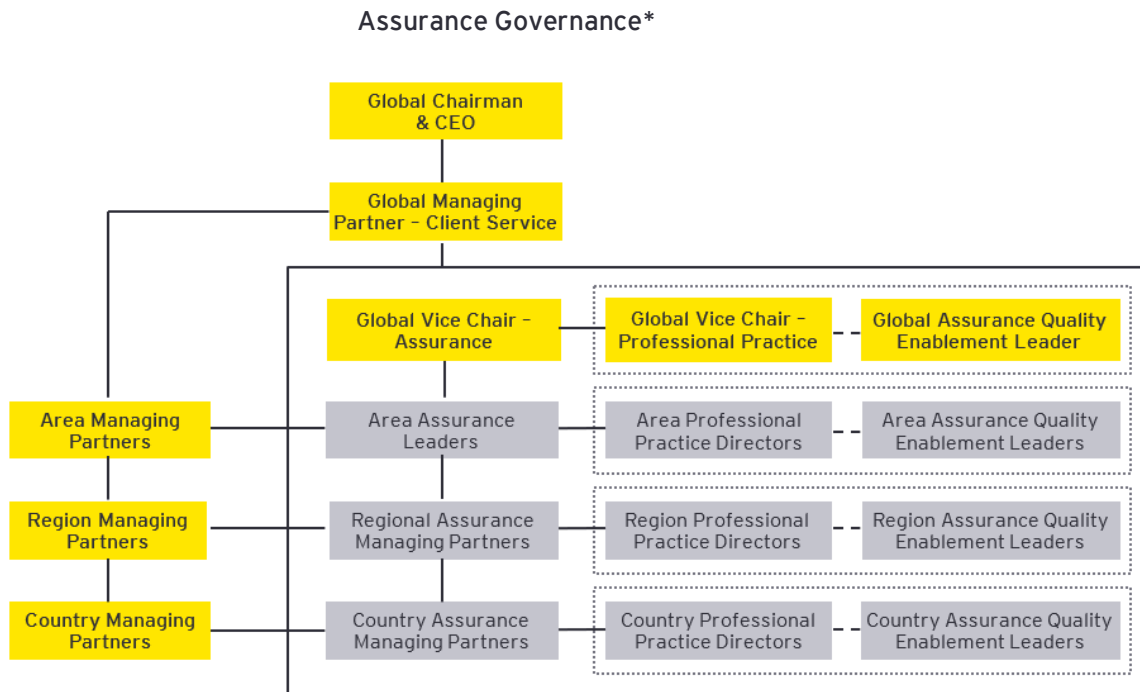 Assurance Governance*
Global Chairman
& CEO
Global Managing
Partner – Client Service
Global Vice Chair –
Assurance
Global Vice Chair –
Professional Practice
Global Assurance Quality
Enablement Leader
Area Managing
Partners
Area Assurance
Leaders
Area Professional
Practice Directors
Area Assurance Quality
Enablement Leaders
Region Managing
Partners
Regional Assurance
Managing Partners
Region Professional
Practice Directors
Region Assurance Quality
Enablement Leaders
Country Managing
Partners
Country Assurance
Managing Partners
Country Professional
Practice Directors
Country Assurance Quality
Enablement Leaders